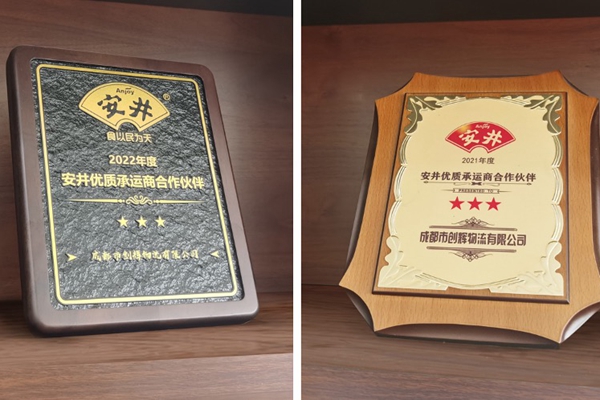 Anjoy
安井®
食以民为天
2022年度
安井优质承运商合作伙伴
★★★
成都市创辉物流有限公司
Anjoy
安井
2021年度
安井优质承运商合作伙伴
PRESENTED TO
★★★
成都市创辉物流有限公司